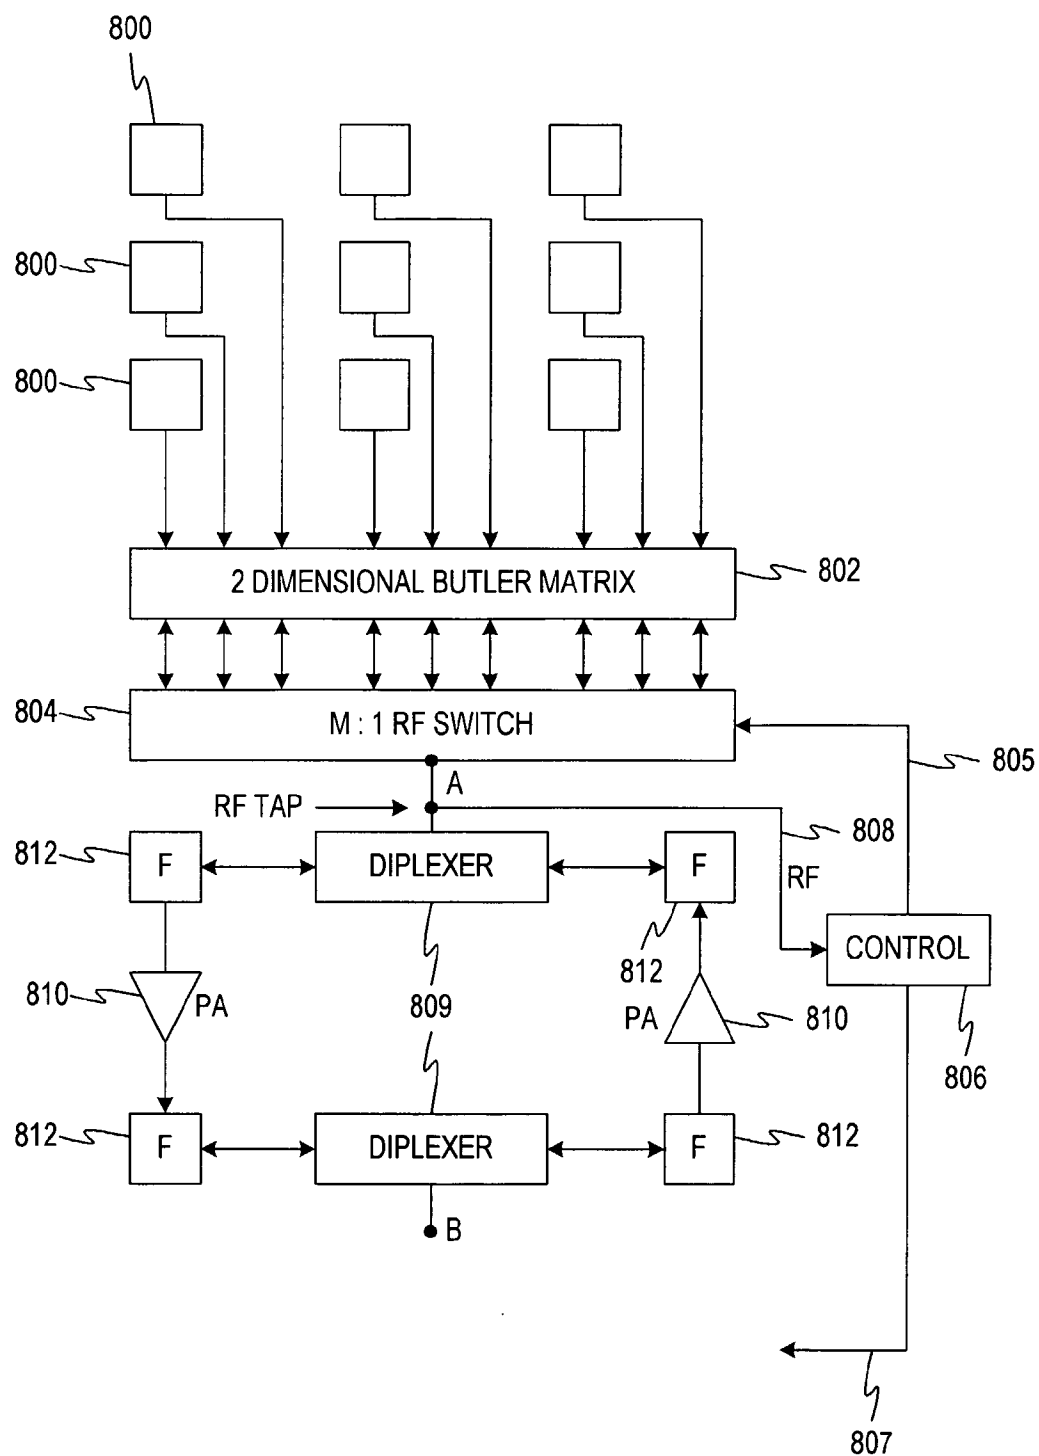 800
800
800
2 DIMENSIONAL BUTLER MATRIX
802
804
M : 1 RF SWITCH
805
A
RF TAP
808
812
F
DIPLEXER
F
RF
812
CONTROL
810
PA
809
PA
810
806
812
F
DIPLEXER
F
812
B
807